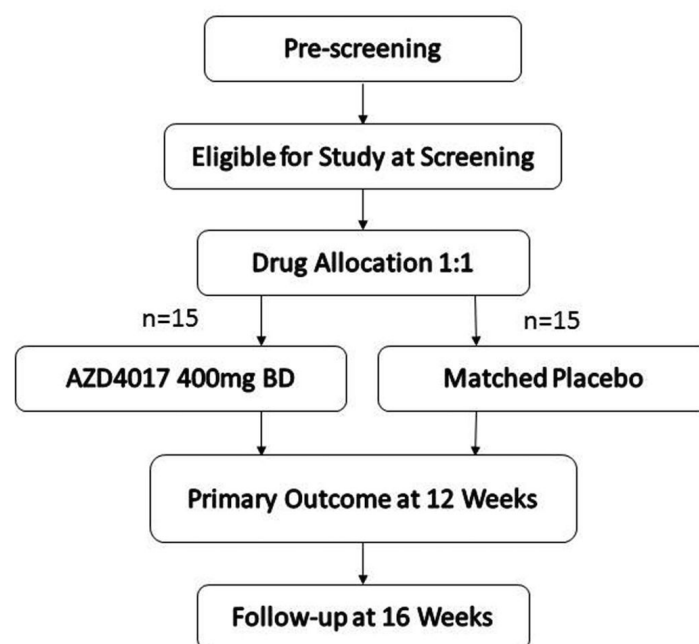 Pre-screening
Eligible for Study at Screening
Drug Allocation 1:1
n=15
n=15
AZD4017 400mg BD
Matched Placebo
Primary Outcome at 12 Weeks
Follow-up at 16 Weeks